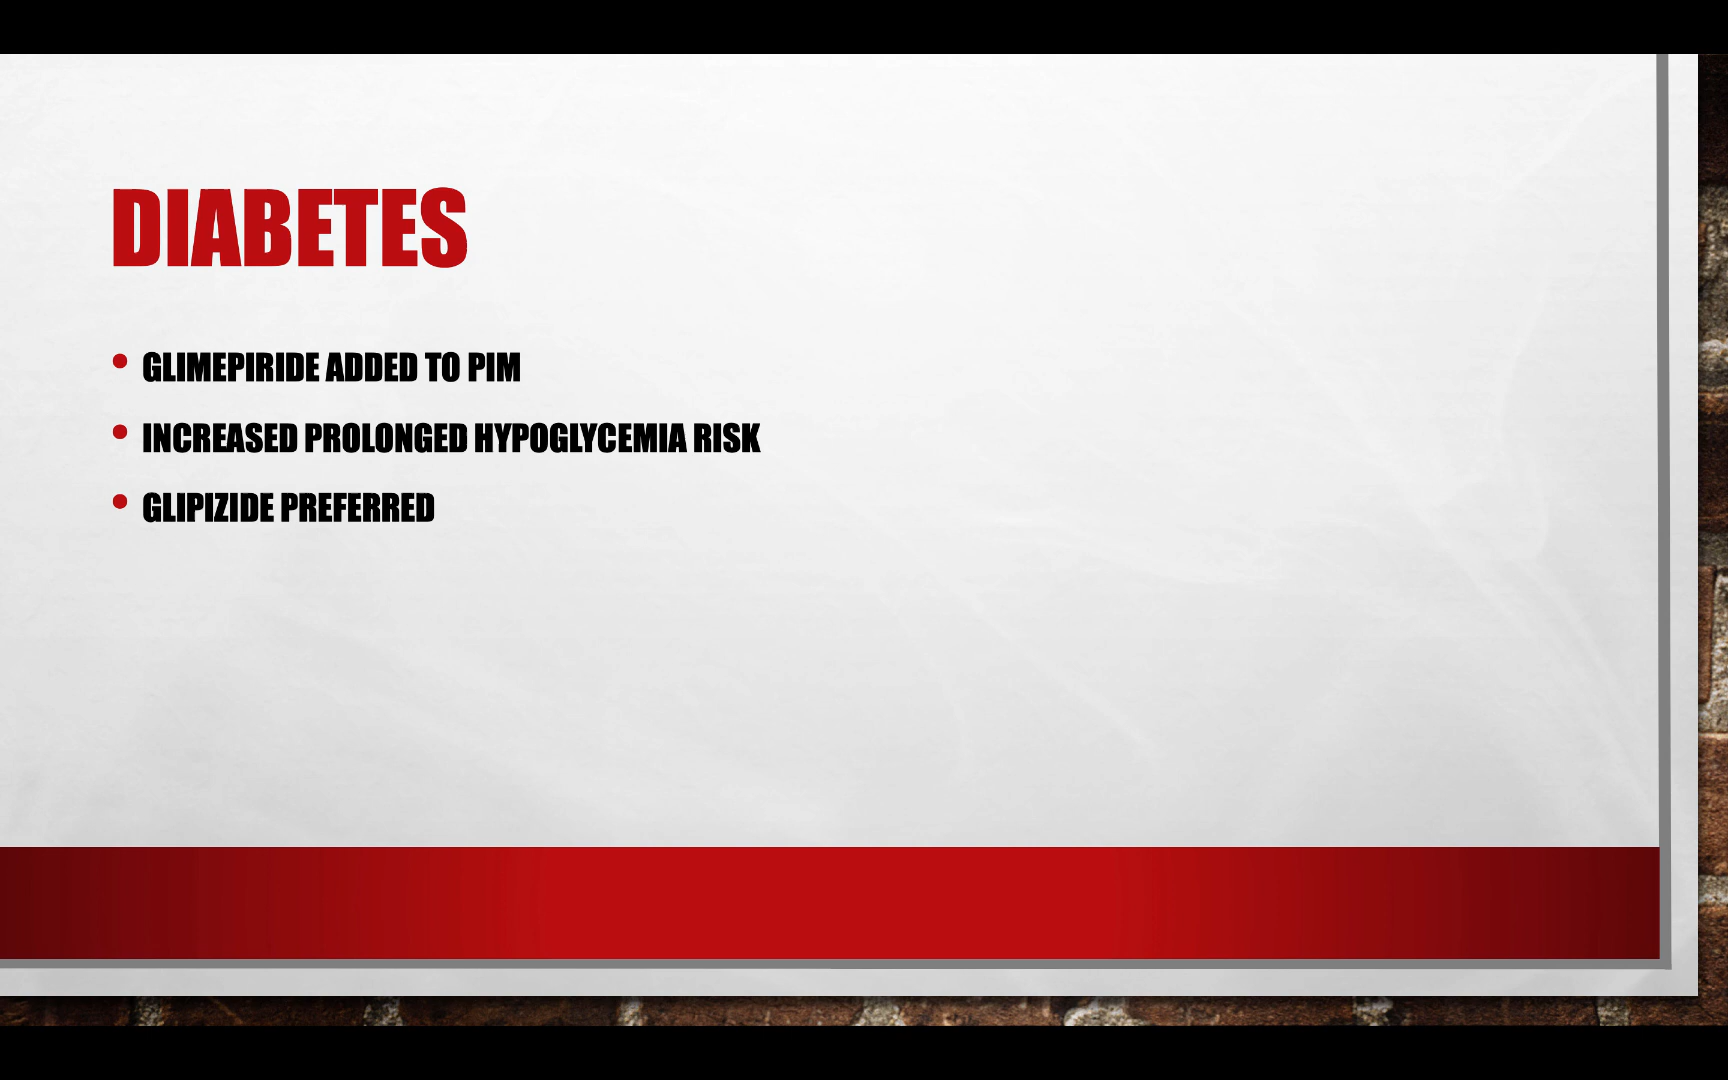 DIABETES
• GLIMEPIRIDE ADDED TO PIM
• INCREASED PROLONGED HYPOGLYCEMIA RISK
• GLIPIZIDE PREFERRED